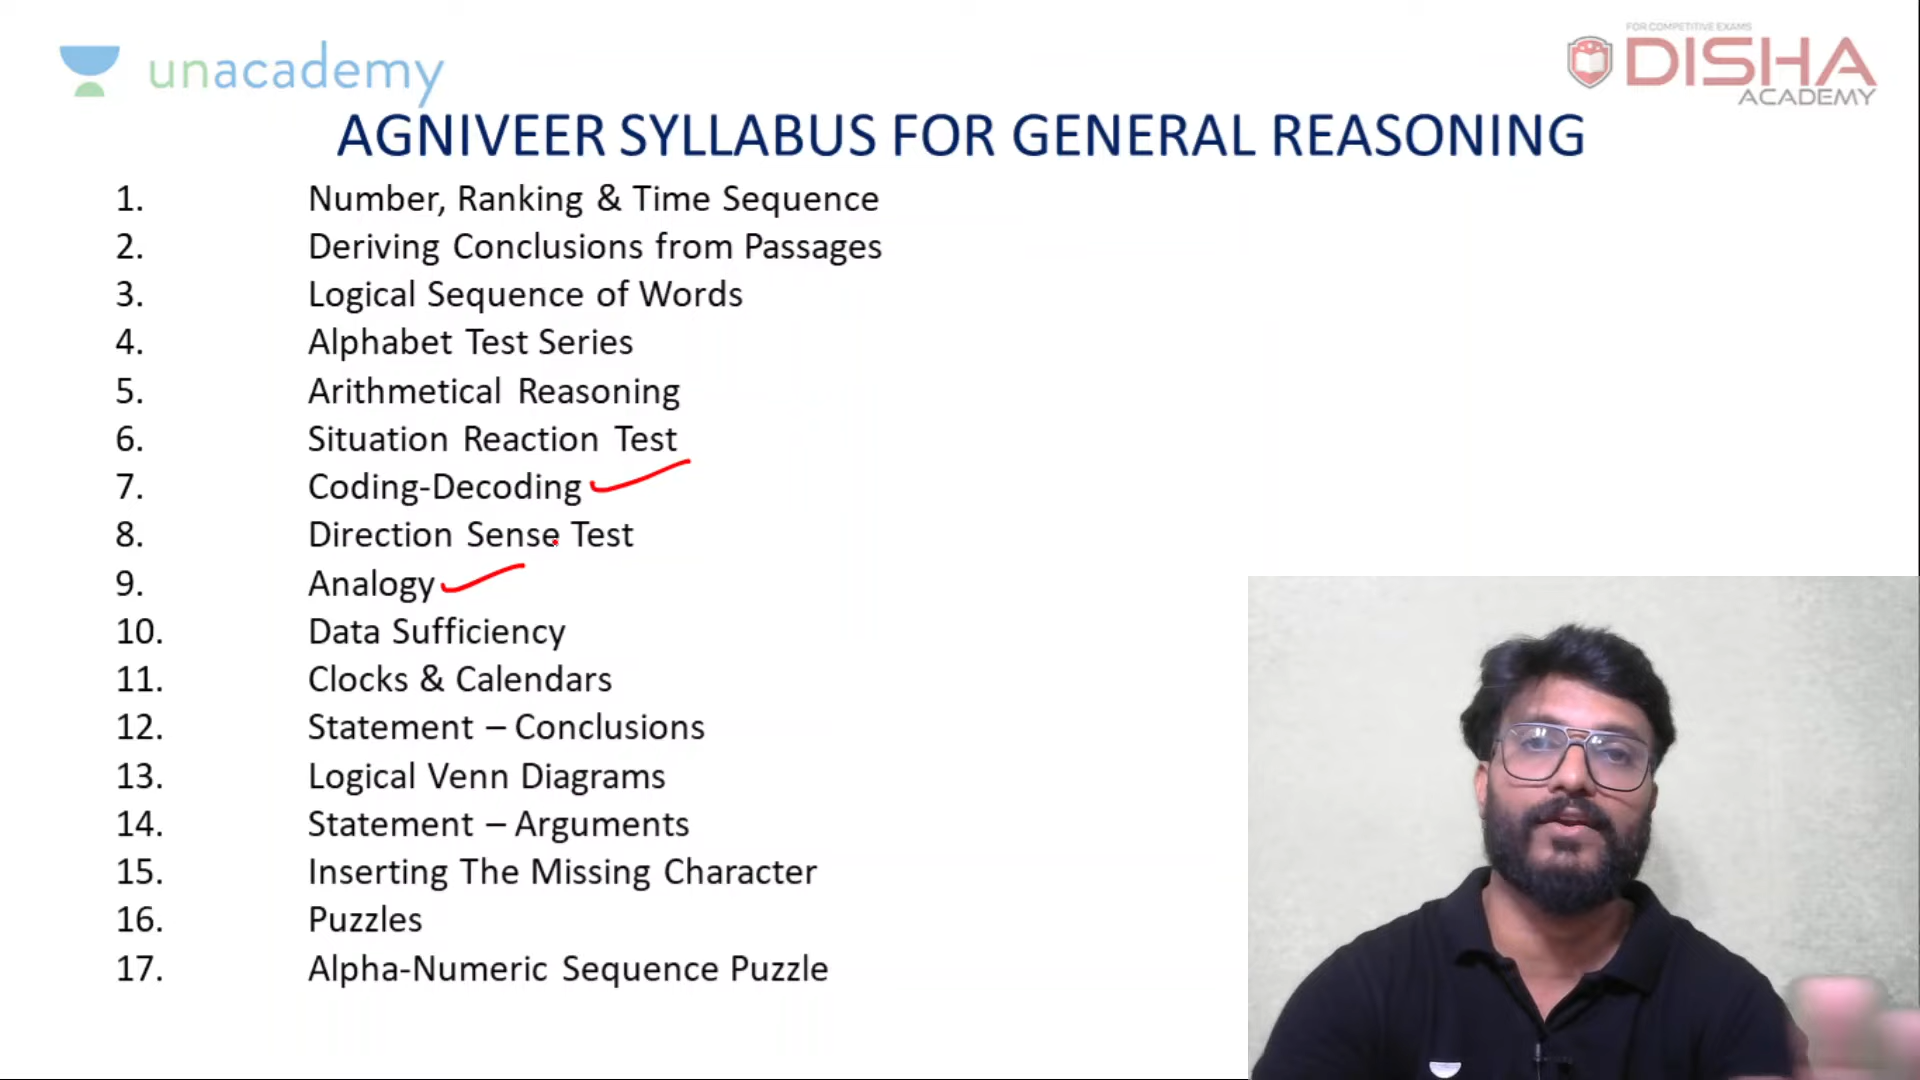 unacademy
FOR COMPETITIVE EXAMS
DISHA
ACADEMY
AGNIVEER SYLLABUS FOR GENERAL REASONING
1. Number, Ranking & Time Sequence
2. Deriving Conclusions from Passages
3. Logical Sequence of Words
4. Alphabet Test Series
5. Arithmetical Reasoning
6. Situation Reaction Test
7. Coding-Decoding
8. Direction Sense Test
9. Analogy
10. Data Sufficiency
11. Clocks & Calendars
12. Statement – Conclusions
13. Logical Venn Diagrams
14. Statement – Arguments
15. Inserting The Missing Character
16. Puzzles
17. Alpha-Numeric Sequence Puzzle